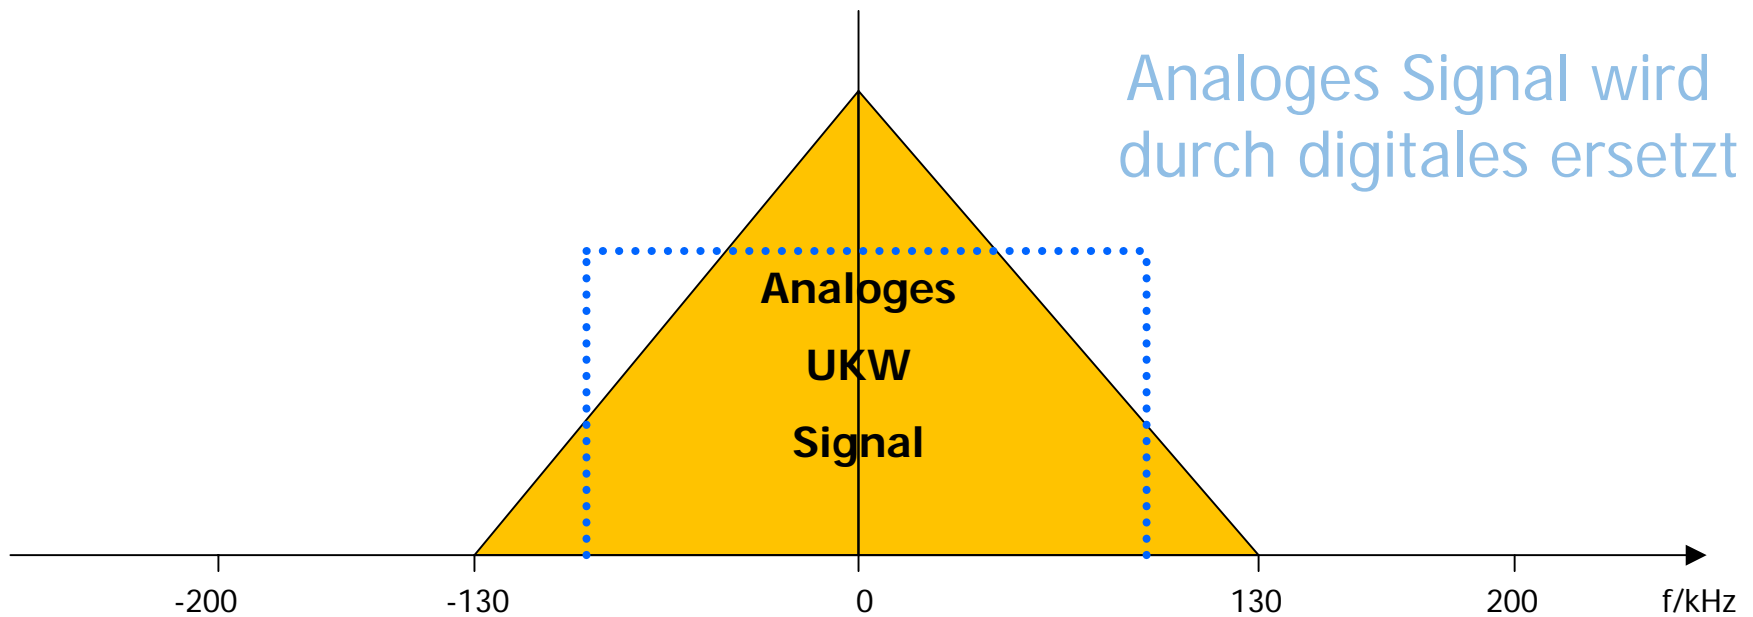 Analoges Signal wird
durch digitales ersetzt
Analoges
UKW
Signal
-200 -130 0 130 200 f/kHz